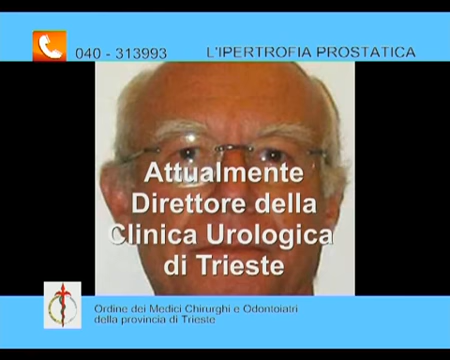 040 - 313993
L'IPERTROFIA PROSTATICA
Attualmente
Direttore della
Clinica Urologica
di Trieste
Ordine dei Medici Chirurghi e Odontoiatri
della provincia di Trieste